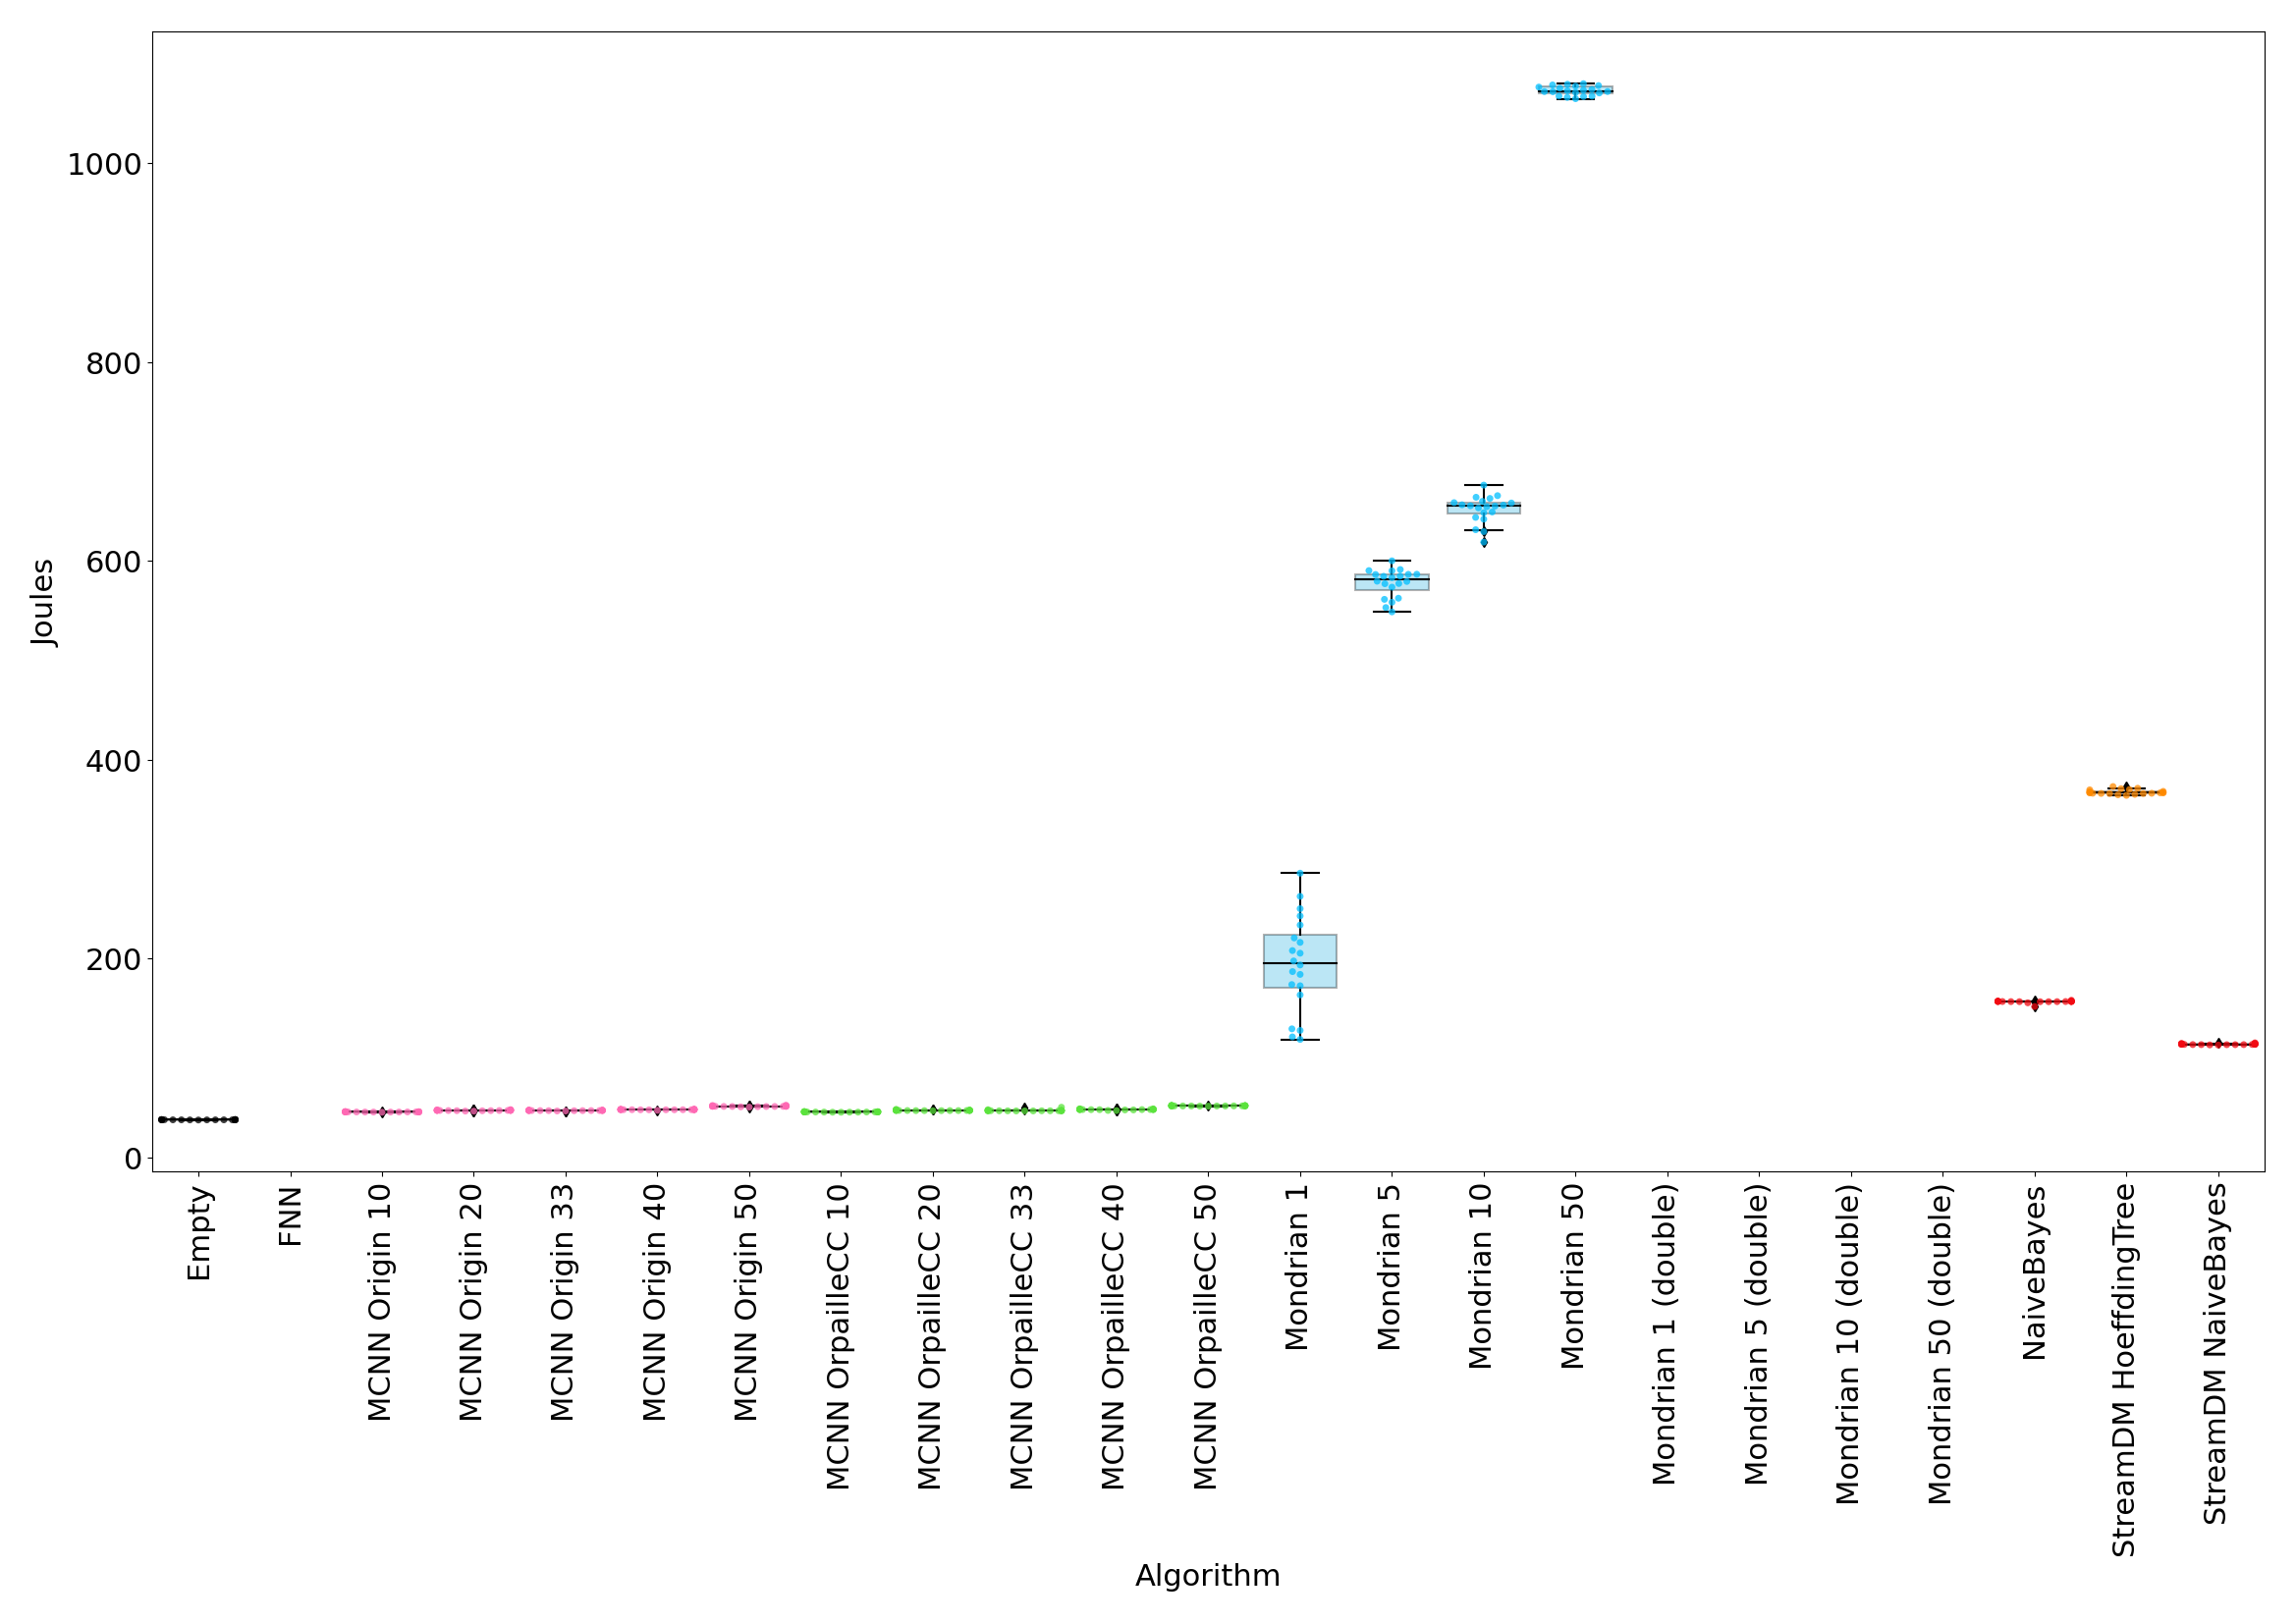 1000
800
600
400
200
0
Joules
Empty
FNN
MCNN Origin 10
MCNN Origin 20
MCNN Origin 33
MCNN Origin 40
MCNN Origin 50
MCNN OrpailleCC 10
MCNN OrpailleCC 20
MCNN OrpailleCC 33
MCNN OrpailleCC 40
MCNN OrpailleCC 50
Mondrian 1
Mondrian 5
Mondrian 10
Mondrian 50
Mondrian 1 (double)
Mondrian 5 (double)
Mondrian 10 (double)
Mondrian 50 (double)
NaiveBayes
StreamDM HoeffdingTree
StreamDM NaiveBayes
Algorithm